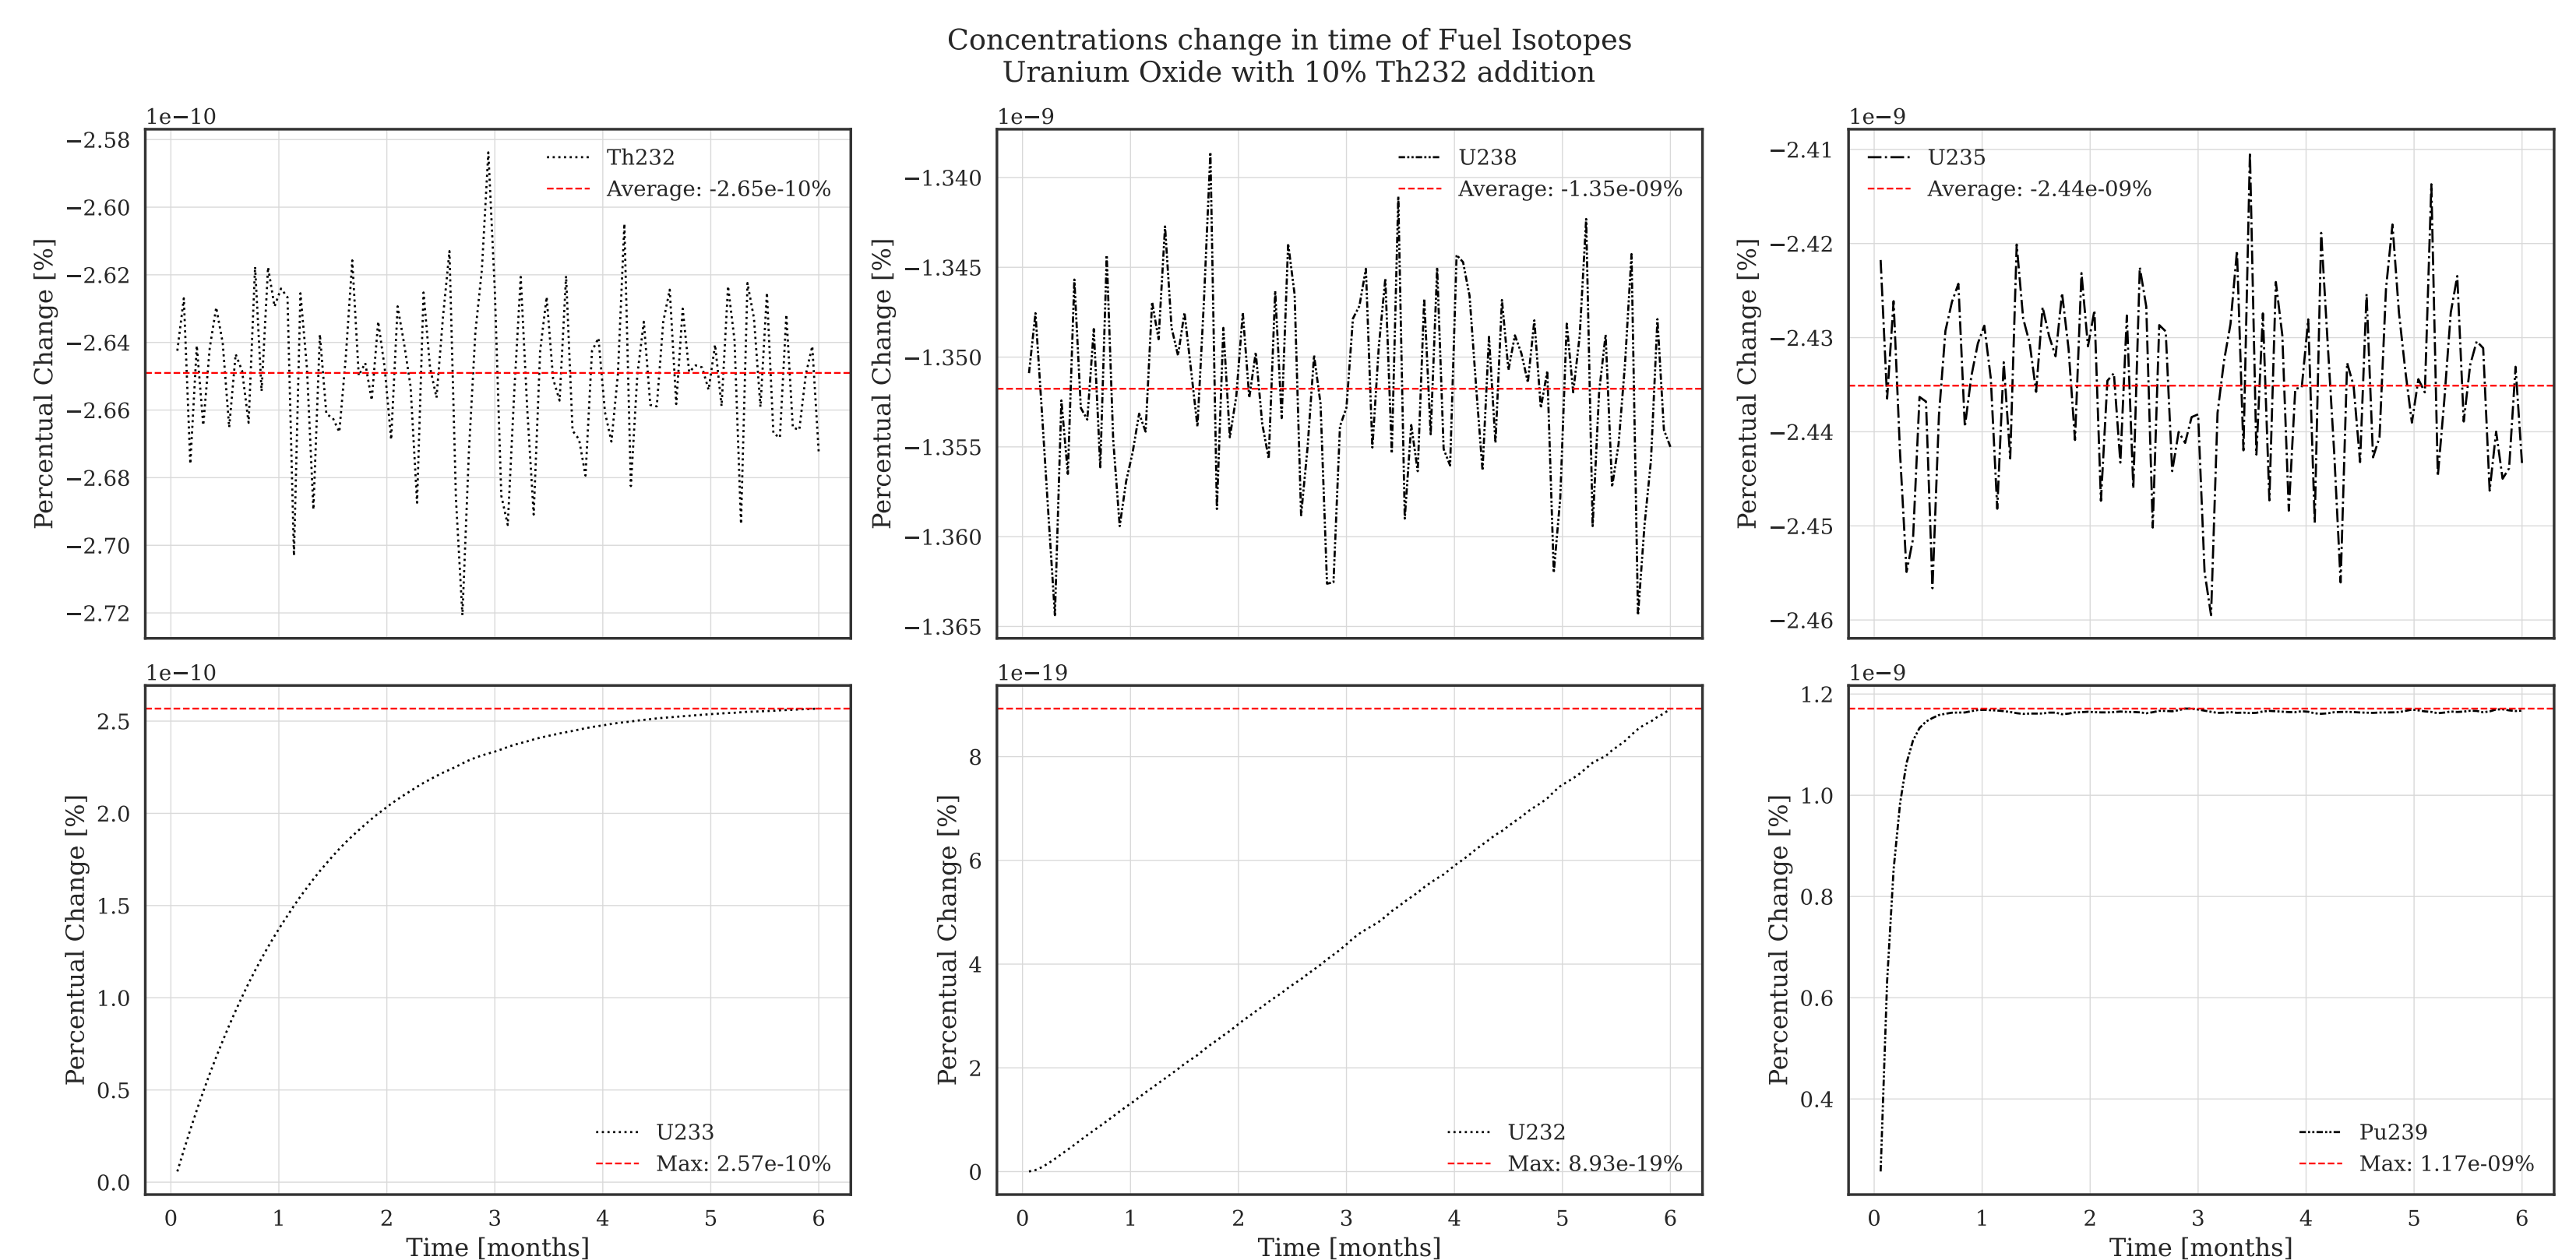 Concentrations change in time of Fuel Isotopes
Uranium Oxide with 10% Th232 addition
1e−10
−2.58
−2.60
−2.62
−2.64
−2.66
−2.68
−2.70
−2.72
Percentual Change [%]
Th232
Average: -2.65e-10%
1e−9
−1.340
−1.345
−1.350
−1.355
−1.360
−1.365
Percentual Change [%]
U238
Average: -1.35e-09%
1e−9
−2.41
−2.42
−2.43
−2.44
−2.45
−2.46
Percentual Change [%]
U235
Average: -2.44e-09%
1e−10
2.5
2.0
1.5
1.0
0.5
0.0
Percentual Change [%]
U233
Max: 2.57e-10%
0 1 2 3 4 5 6
Time [months]
1e−19
8
6
4
2
0
Percentual Change [%]
U232
Max: 8.93e-19%
0 1 2 3 4 5 6
Time [months]
1e−9
1.2
1.0
0.8
0.6
0.4
Percentual Change [%]
Pu239
Max: 1.17e-09%
0 1 2 3 4 5 6
Time [months]